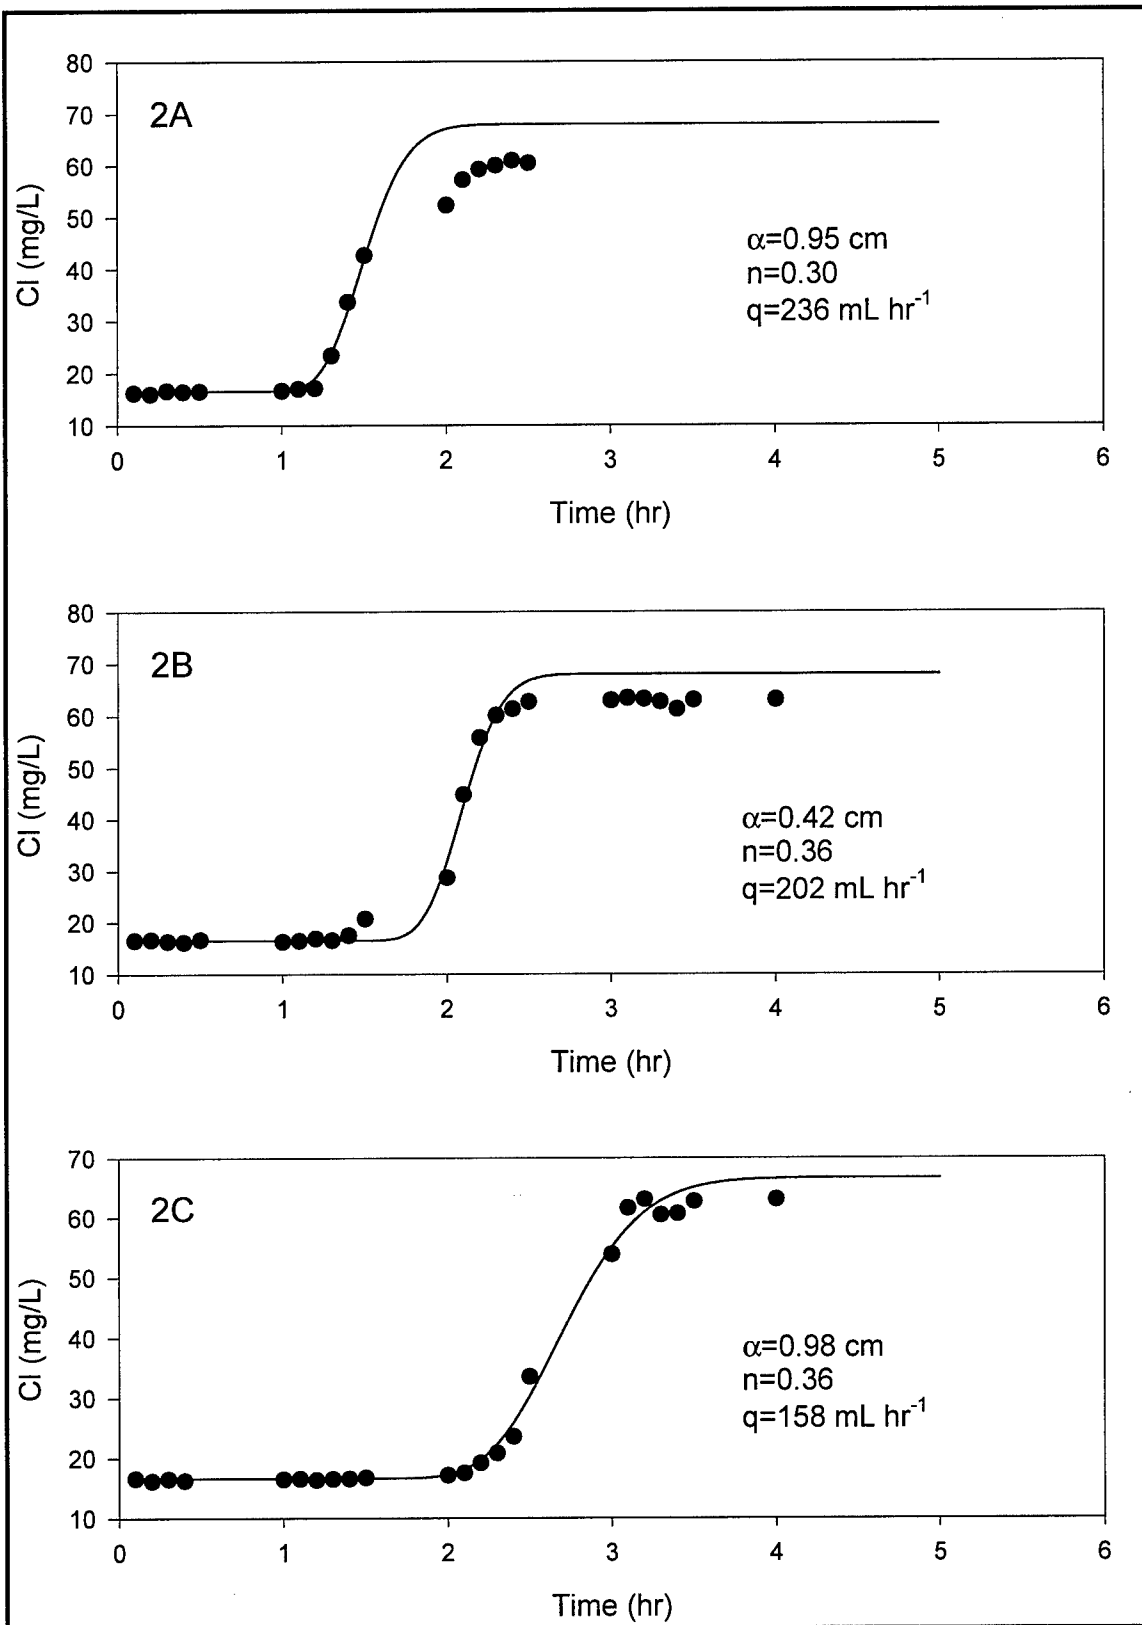 80
2A
70
60
50
40
30
20
10
Cl (mg/L)
α=0.95 cm
n=0.30
q=236 mL hr⁻¹
0 1 2 3 4 5 6
Time (hr)
80
2B
70
60
50
40
30
20
10
Cl (mg/L)
α=0.42 cm
n=0.36
q=202 mL hr⁻¹
0 1 2 3 4 5 6
Time (hr)
70
2C
60
50
40
30
20
10
Cl (mg/L)
α=0.98 cm
n=0.36
q=158 mL hr⁻¹
0 1 2 3 4 5 6
Time (hr)